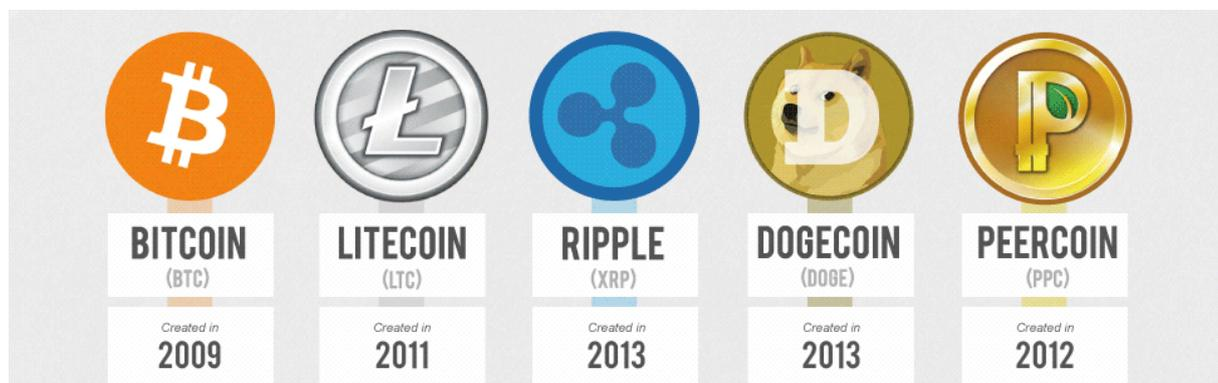 BITCOIN
(BTC)
Created in
2009
LITECOIN
(LTC)
Created in
2011
RIPPLE
(XRP)
Created in
2013
D
DOGECOIN
(DOGE)
Created in
2013
P
PEERCOIN
(PPC)
Created in
2012